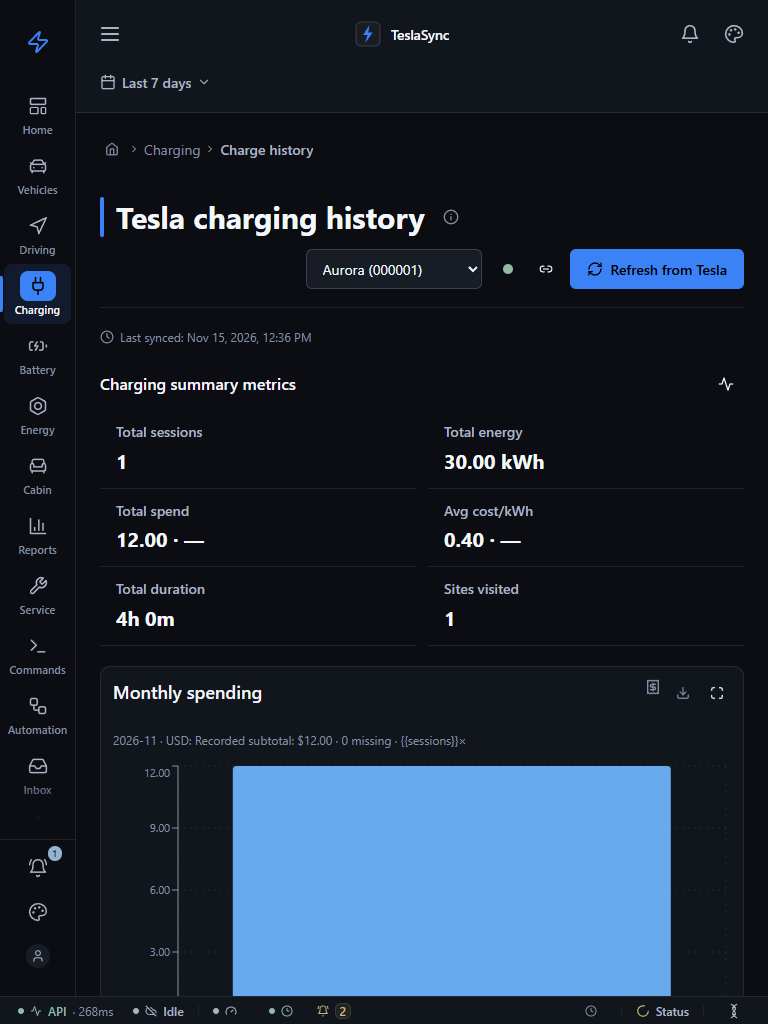 TeslaSync
Last 7 days
Home
Vehicles
Driving
Charging
Battery
Energy
Cabin
Reports
Service
Commands
Automation
Inbox
1
Charging > Charge history
Tesla charging history
Aurora (000001)
Refresh from Tesla
Last synced: Nov 15, 2026, 12:36 PM
Charging summary metrics
Total sessions
1
Total energy
30.00 kWh
Total spend
12.00 · —
Avg cost/kWh
0.40 · —
Total duration
4h 0m
Sites visited
1
Monthly spending
2026-11 · USD: Recorded subtotal: $12.00 · 0 missing · {{sessions}}×
12.00
9.00
6.00
3.00
API · 268ms
Idle
2
Status